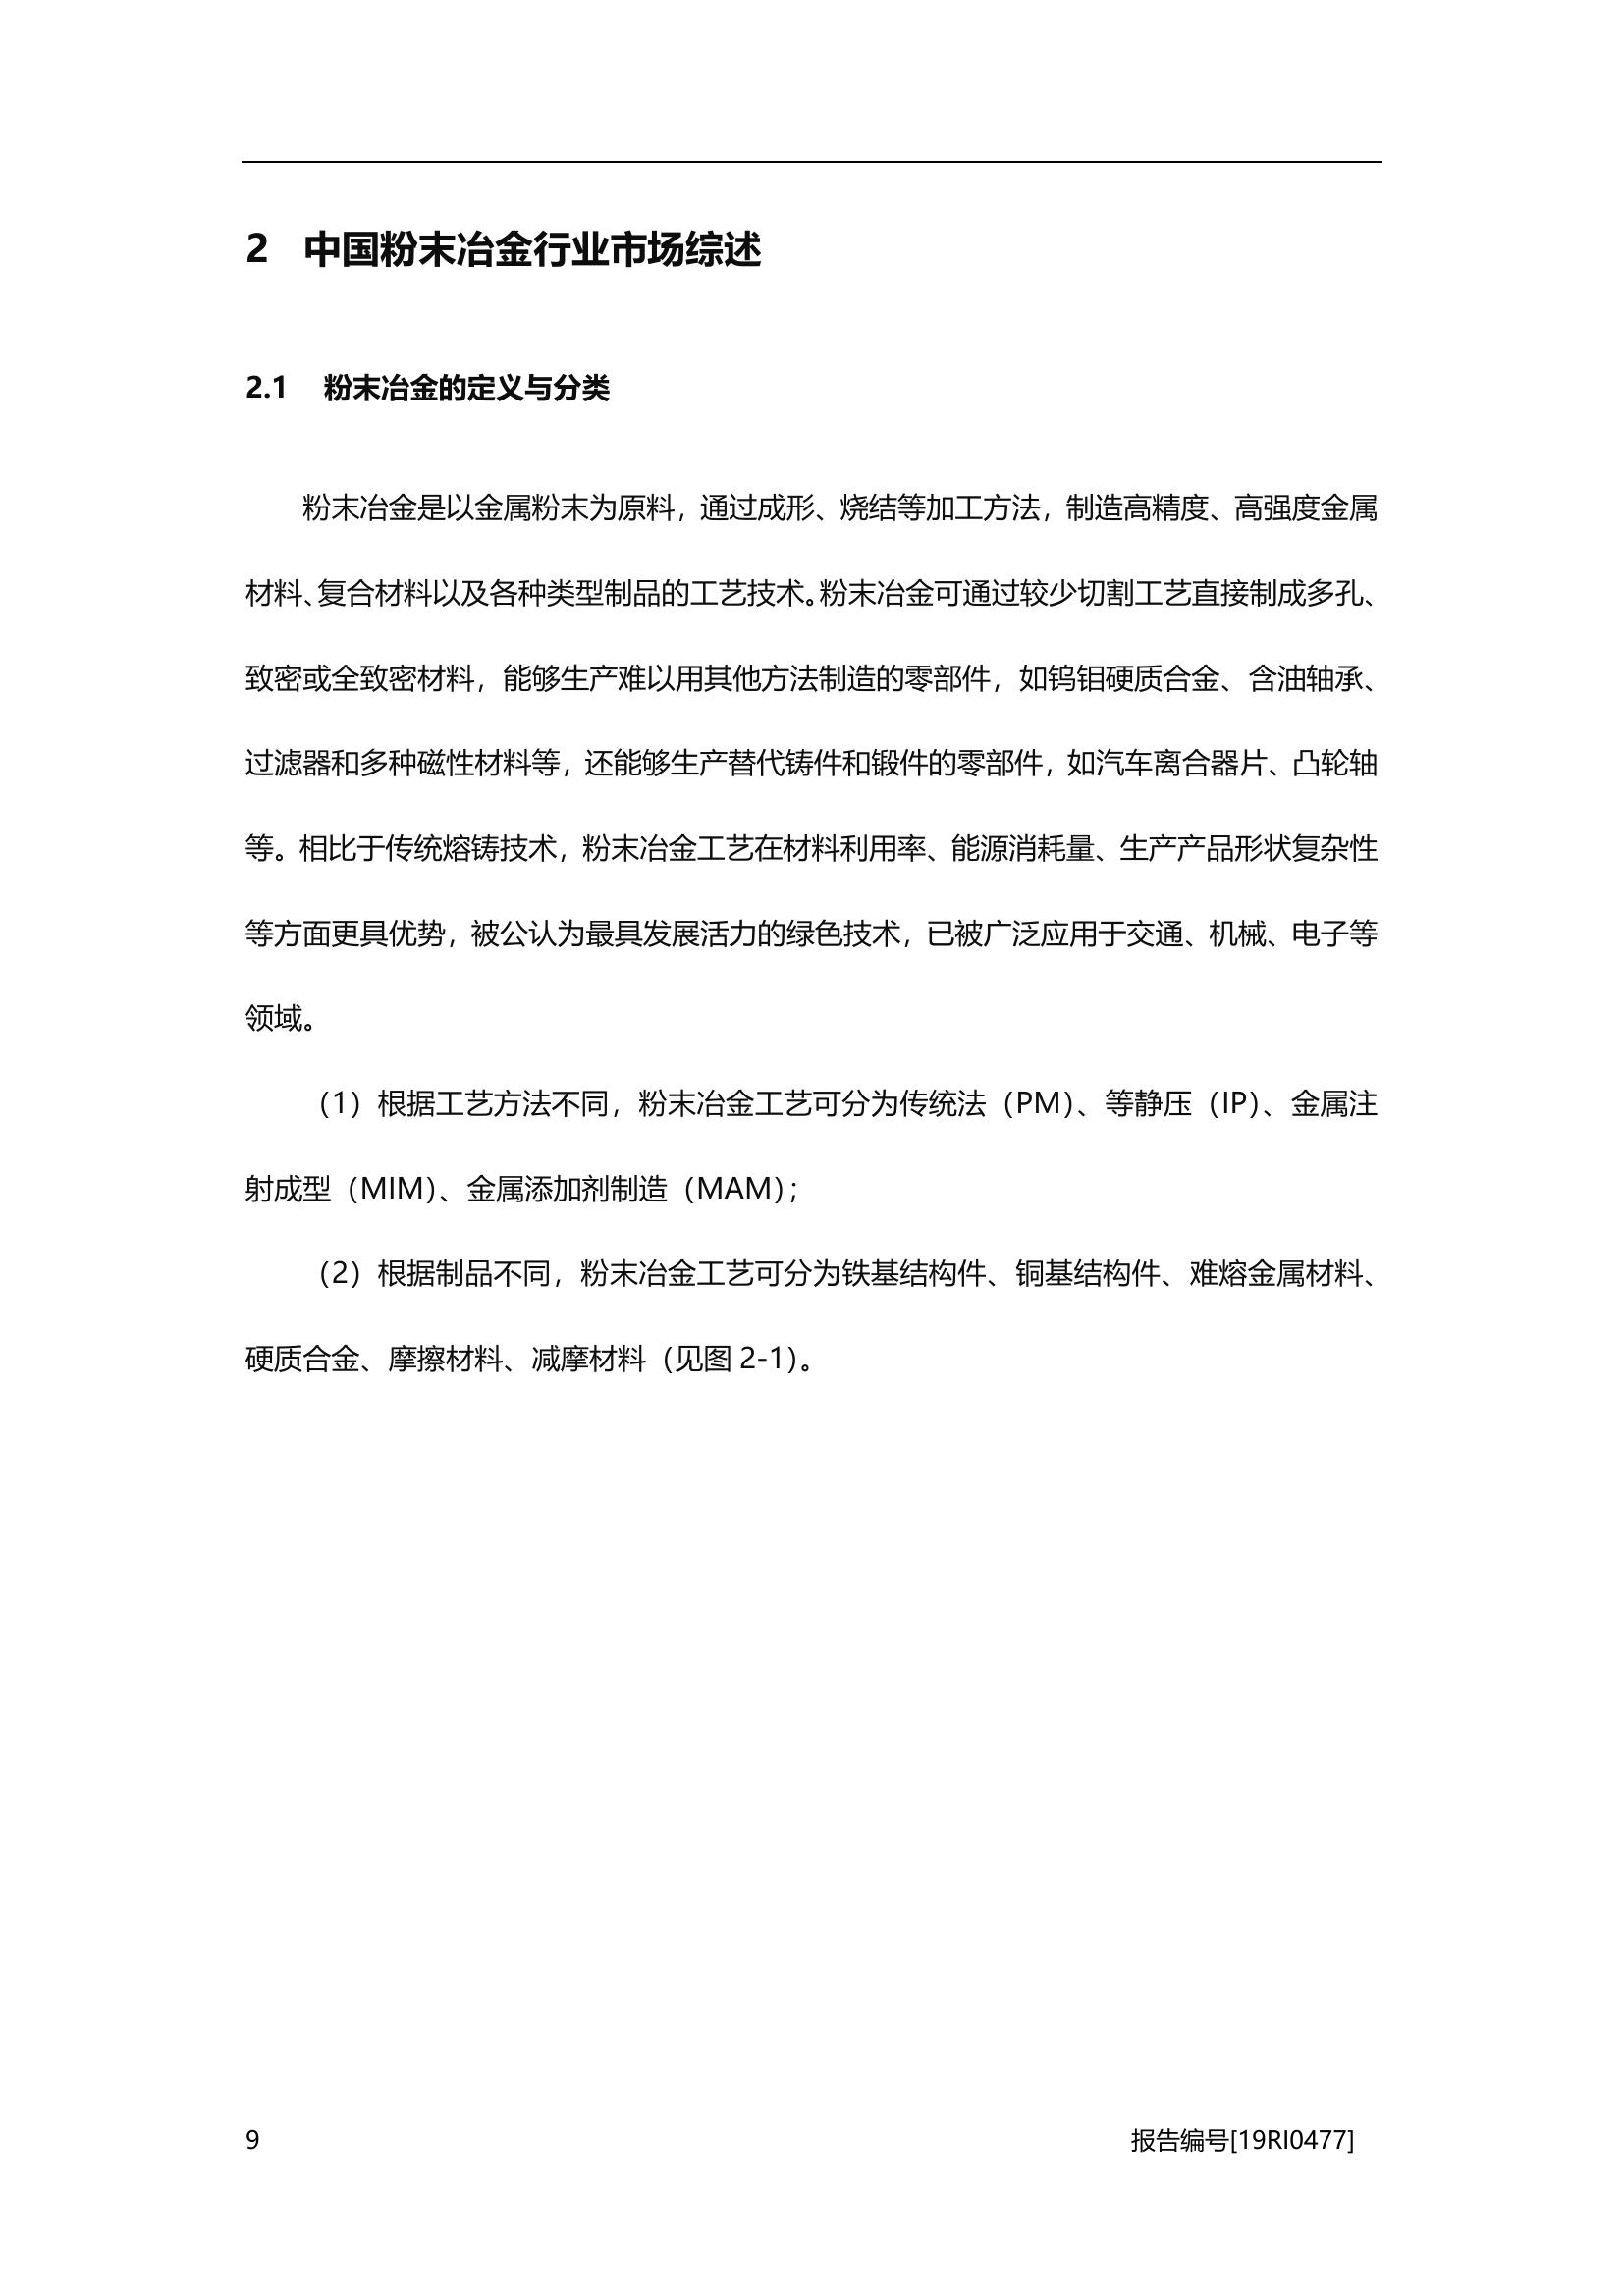 2 中国粉末冶金行业市场综述
2.1 粉末冶金的定义与分类
粉末冶金是以金属粉末为原料，通过成形、烧结等加工方法，制造高精度、高强度金属
材料、复合材料以及各种类型制品的工艺技术。粉末冶金可通过较少切割工艺直接制成多孔、
致密或全致密材料，能够生产难以用其他方法制造的零部件，如钨钼硬质合金、含油轴承、
过滤器和多种磁性材料等，还能够生产替代铸件和锻件的零部件，如汽车离合器片、凸轮轴
等。相比于传统熔铸技术，粉末冶金工艺在材料利用率、能源消耗量、生产产品形状复杂性
等方面更具优势，被公认为最具发展活力的绿色技术，已被广泛应用于交通、机械、电子等
领域。
（1）根据工艺方法不同，粉末冶金工艺可分为传统法（PM）、等静压（IP）、金属注
射成型（MIM）、金属添加剂制造（MAM）；
（2）根据制品不同，粉末冶金工艺可分为铁基结构件、铜基结构件、难熔金属材料、
硬质合金、摩擦材料、减摩材料（见图 2-1）。
9 报告编号[19RI0477]